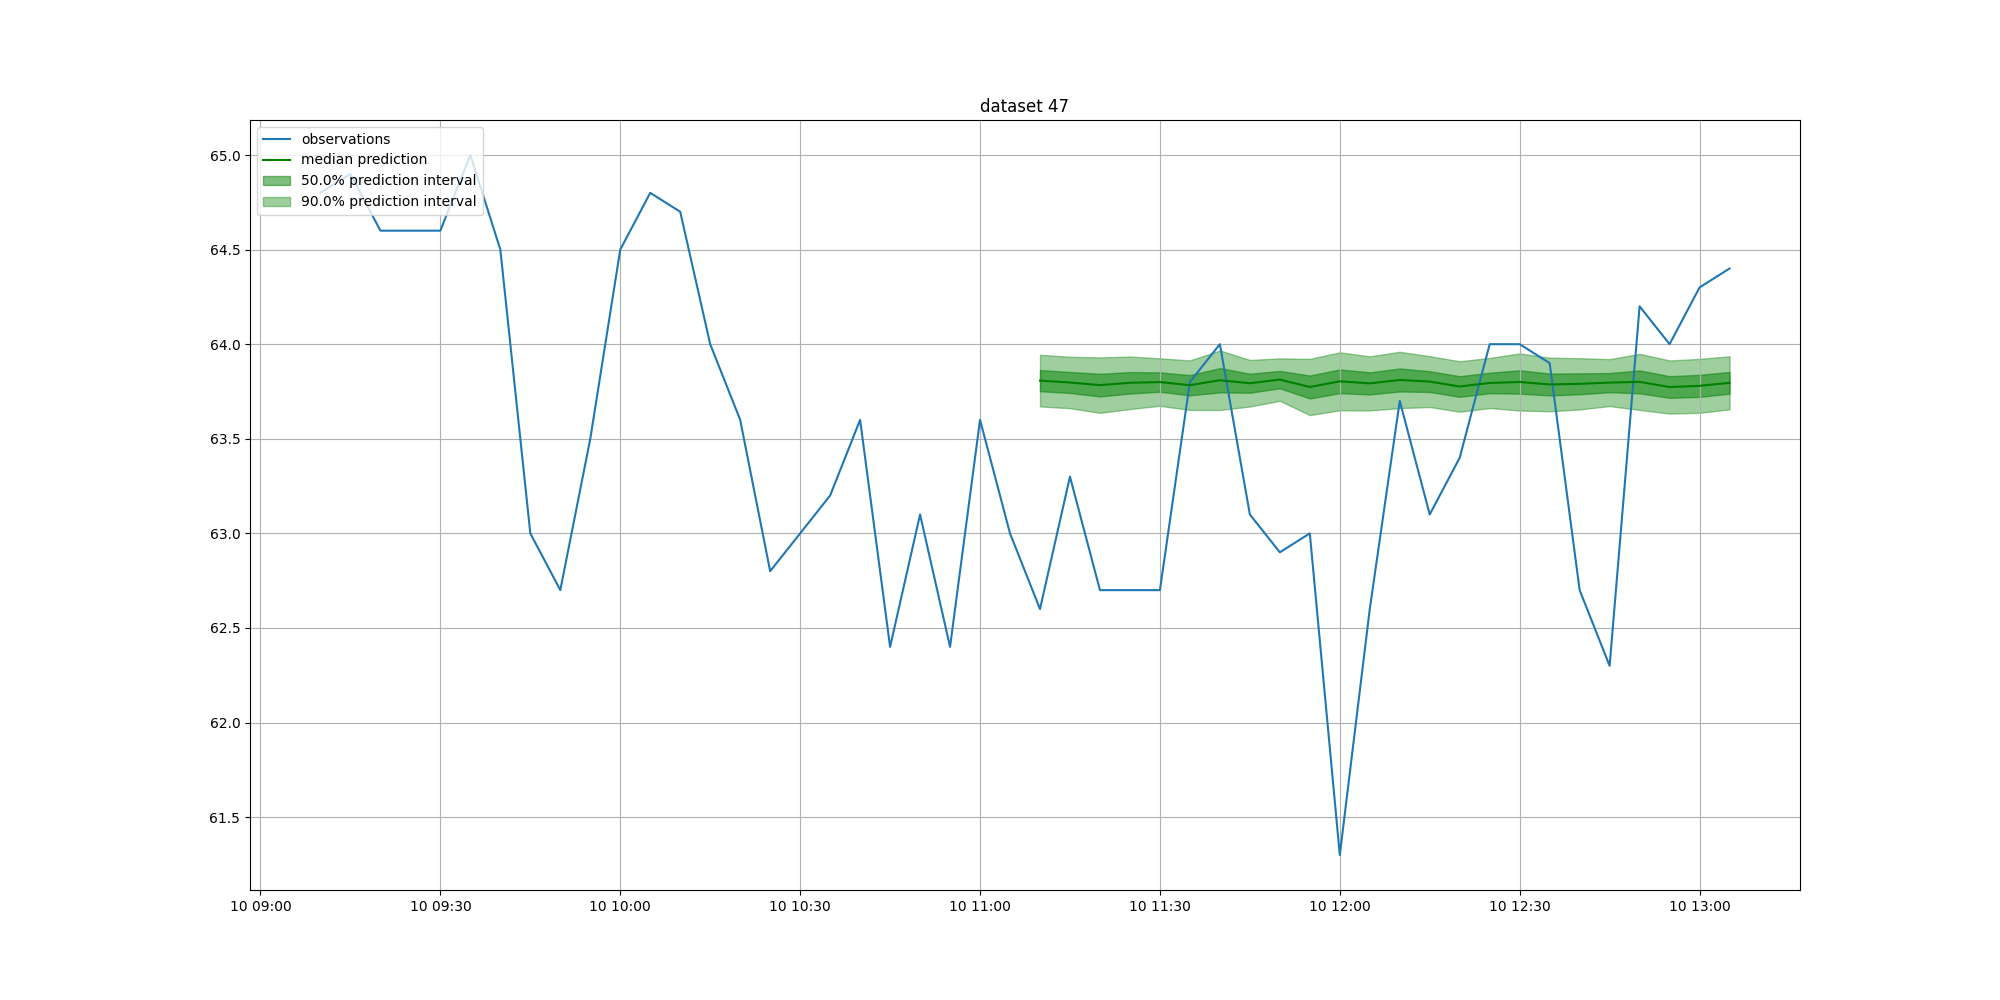 dataset 47
observations
median prediction
50.0% prediction interval
90.0% prediction interval
65.0
64.5
64.0
63.5
63.0
62.5
62.0
61.5
10 09:00 10 09:30 10 10:00 10 10:30 10 11:00 10 11:30 10 12:00 10 12:30 10 13:00